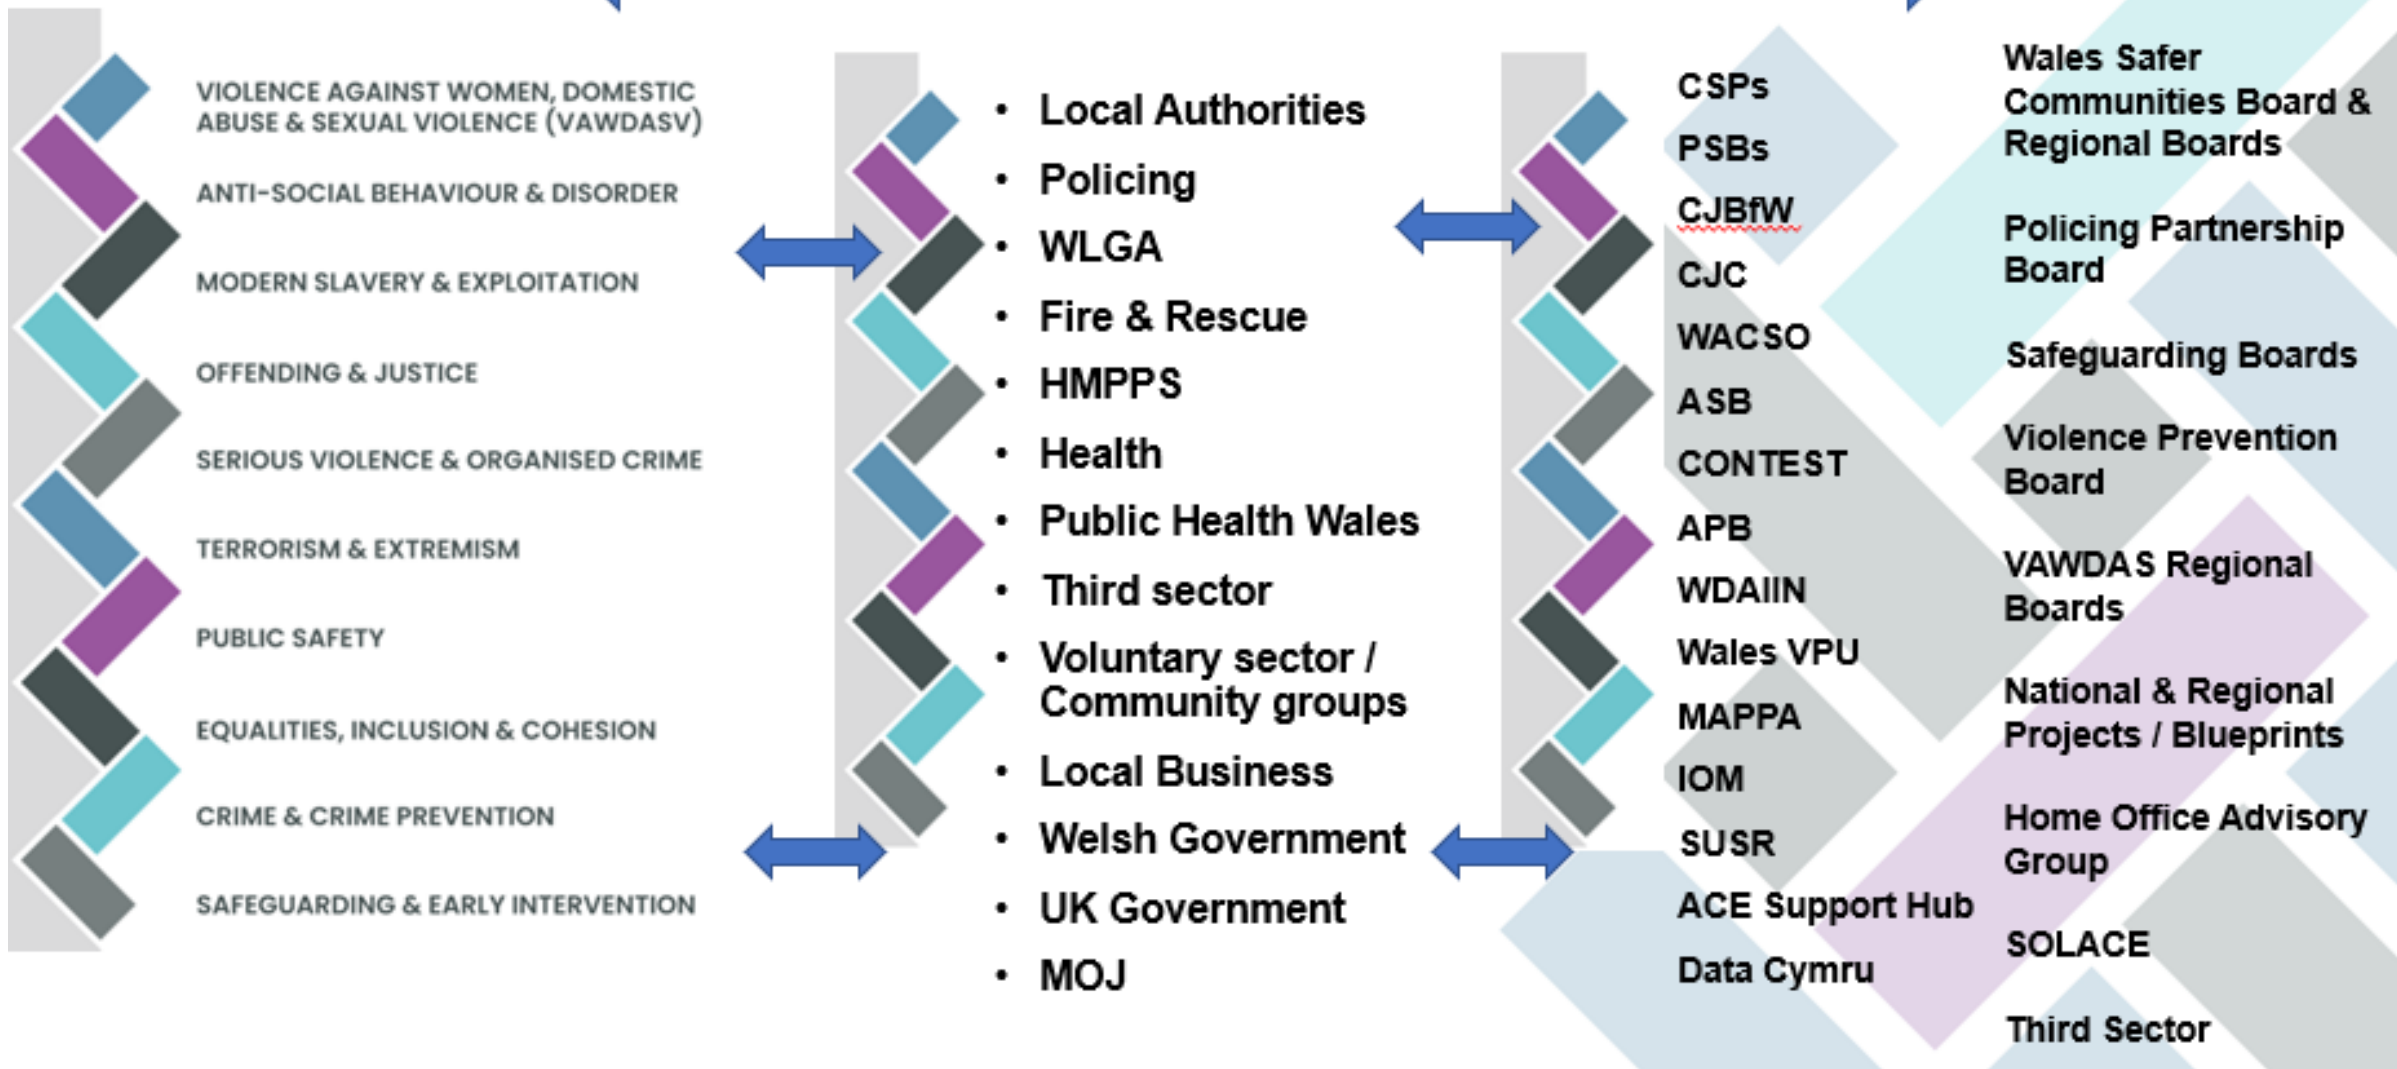 VIOLENCE AGAINST WOMEN, DOMESTIC
ABUSE & SEXUAL VIOLENCE (VAWDASV)
ANTI-SOCIAL BEHAVIOUR & DISORDER
MODERN SLAVERY & EXPLOITATION
OFFENDING & JUSTICE
SERIOUS VIOLENCE & ORGANISED CRIME
TERRORISM & EXTREMISM
PUBLIC SAFETY
EQUALITIES, INCLUSION & COHESION
CRIME & CRIME PREVENTION
SAFEGUARDING & EARLY INTERVENTION
• Local Authorities
• Policing
• WLGA
• Fire & Rescue
• HMPPS
• Health
• Public Health Wales
• Third sector
• Voluntary sector /
Community groups
• Local Business
• Welsh Government
• UK Government
• MOJ
CSPs
PSBs
CJBfW
CJC
WACSO
ASB
CONTEST
APB
WDAIIN
Wales VPU
MAPPA
IOM
SUSR
ACE Support Hub
Data Cymru
Wales Safer
Communities Board &
Regional Boards
Policing Partnership
Board
Safeguarding Boards
Violence Prevention
Board
VAWDAS Regional
Boards
National & Regional
Projects / Blueprints
Home Office Advisory
Group
SOLACE
Third Sector